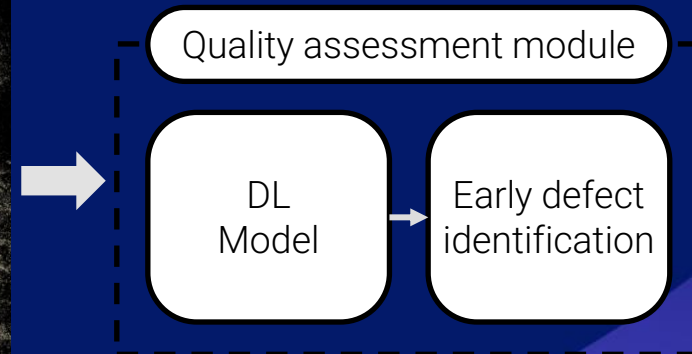 Quality assessment module
DL
Model
Early defect
identification